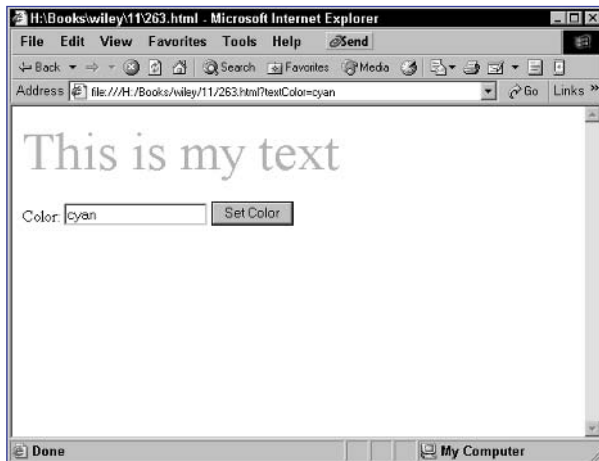 H:\Books\wiley\11\263.html - Microsoft Internet Explorer
File Edit View Favorites Tools Help Send
Back Search Favorites Media
Address file:///H:/Books/wiley/11/263.html?textColor=cyan Go Links »
This is my text
Color: cyan Set Color
Done My Computer